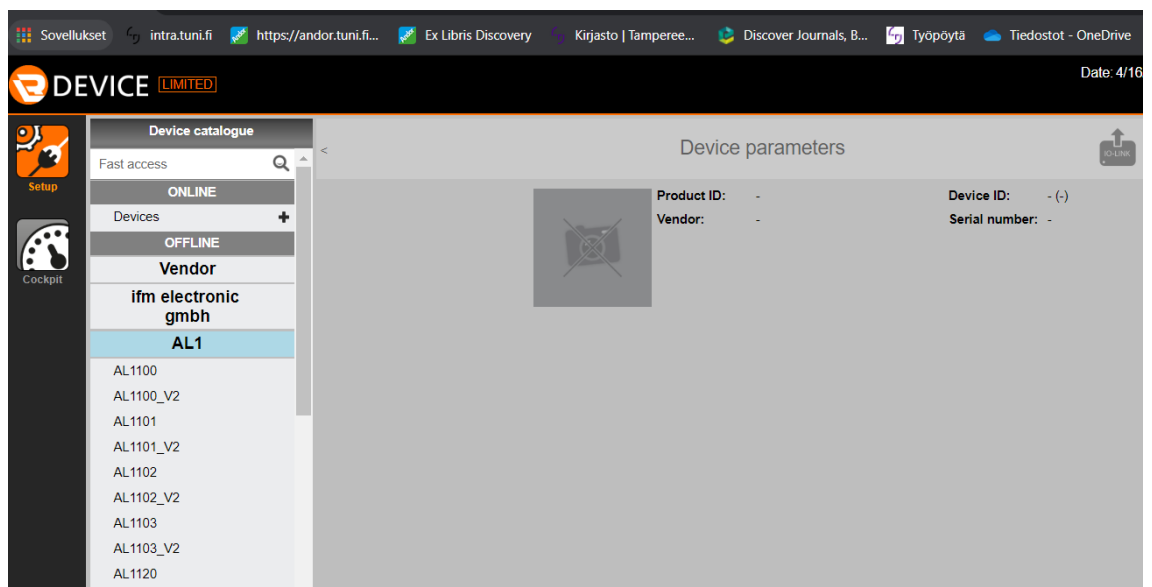 Sovellukset intra.tuni.fi https://andor.tuni.fi... Ex Libris Discovery Kirjasto | Tamperee... Discover Journals, B... Työpöytä Tiedostot - OneDrive
DEVICE LIMITED
Date: 4/16
Setup
Cockpit
Device catalogue
Fast access
ONLINE
Devices +
OFFLINE
Vendor
ifm electronic
gmbh
AL1
AL1100
AL1100_V2
AL1101
AL1101_V2
AL1102
AL1102_V2
AL1103
AL1103_V2
AL1120
<
Device parameters
IO-LINK
Product ID: - Device ID: - (-)
Vendor: - Serial number: -